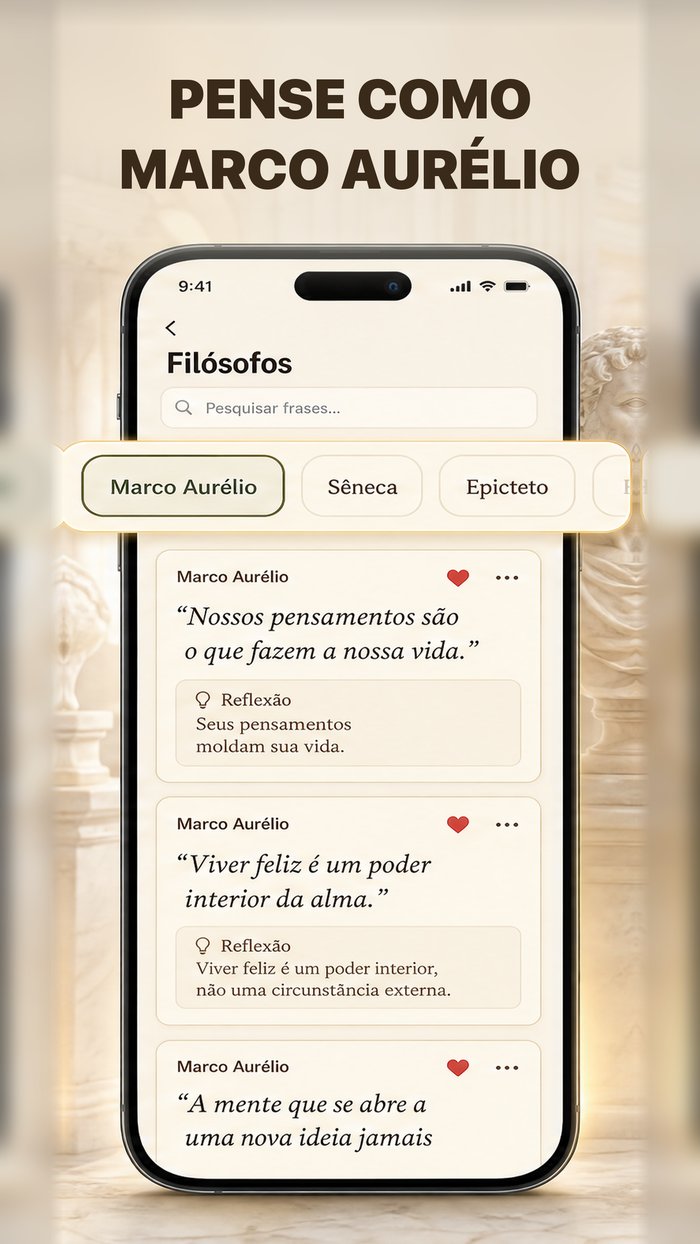 PENSE COMO
MARCO AURÉLIO
9:41
Filósofos
Pesquisar frases...
Marco Aurélio
Sêneca
Epicteto
Marco Aurélio
“Nossos pensamentos são
o que fazem a nossa vida.”
Reflexão
Seus pensamentos
moldam sua vida.
Marco Aurélio
“Viver feliz é um poder
interior da alma.”
Reflexão
Viver feliz é um poder interior,
não uma circunstância externa.
Marco Aurélio
“A mente que se abre a
uma nova ideia jamais